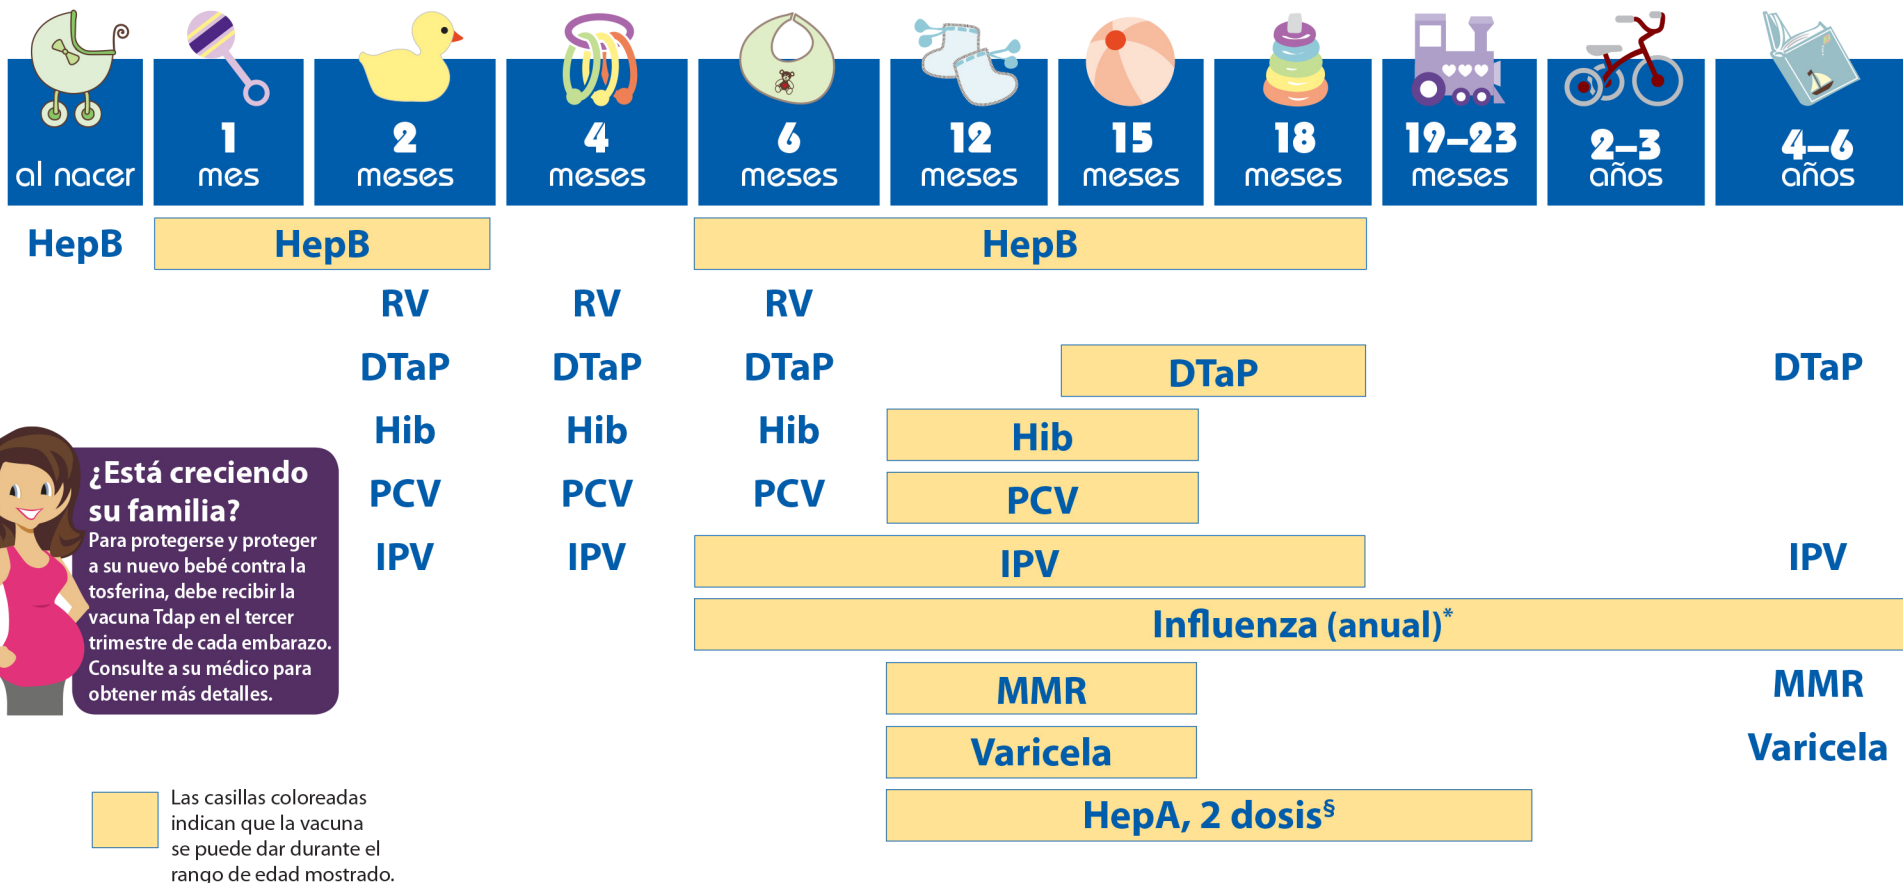 al nacer
1
mes
2
meses
4
meses
6
meses
12
meses
15
meses
18
meses
19–23
meses
2–3
años
4–6
años
HepB HepB HepB
RV RV RV
DTaP DTaP DTaP DTaP DTaP
Hib Hib Hib Hib
PCV PCV PCV PCV
IPV IPV IPV IPV
Influenza (anual)*
MMR MMR
Varicela Varicela
HepA, 2 dosis§
¿Está creciendo
su familia?
Para protegerse y proteger
a su nuevo bebé contra la
tosferina, debe recibir la
vacuna Tdap en el tercer
trimestre de cada embarazo.
Consulte a su médico para
obtener más detalles.
Las casillas coloreadas
indican que la vacuna
se puede dar durante el
rango de edad mostrado.